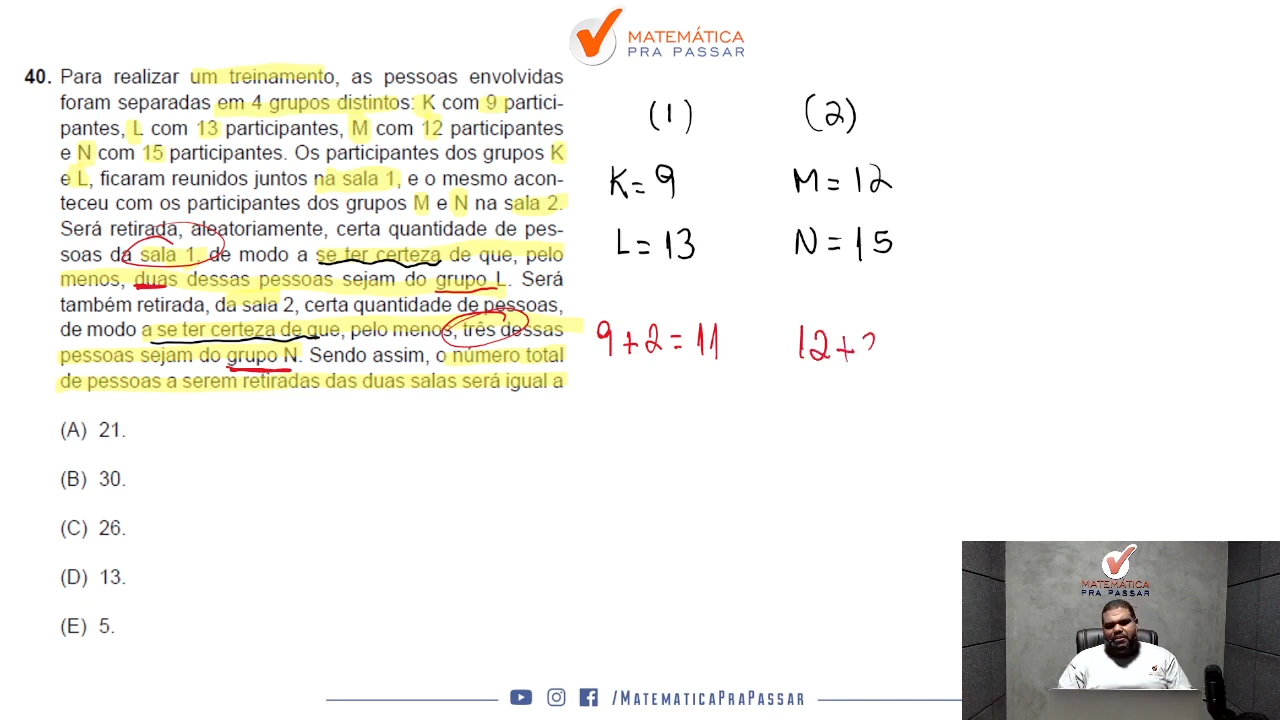 MATEMÁTICA
PRA PASSAR
40. Para realizar um treinamento, as pessoas envolvidas
foram separadas em 4 grupos distintos: K com 9 partici-
pantes, L com 13 participantes, M com 12 participantes
e N com 15 participantes. Os participantes dos grupos K
e L, ficaram reunidos juntos na sala 1, e o mesmo acon-
teceu com os participantes dos grupos M e N na sala 2.
Será retirada, aleatoriamente, certa quantidade de pes-
soas da sala 1, de modo a se ter certeza de que, pelo
menos, duas dessas pessoas sejam do grupo L. Será
também retirada, da sala 2, certa quantidade de pessoas,
de modo a se ter certeza de que, pelo menos, três dessas
pessoas sejam do grupo N. Sendo assim, o número total
de pessoas a serem retiradas das duas salas será igual a
(A) 21.
(B) 30.
(C) 26.
(D) 13.
(E) 5.
(1) (2)
K=9 M=12
L=13 N=15
9+2=11 12+
MATEMÁTICA
PRA PASSAR
/MATEMATICAPRAPASSAR